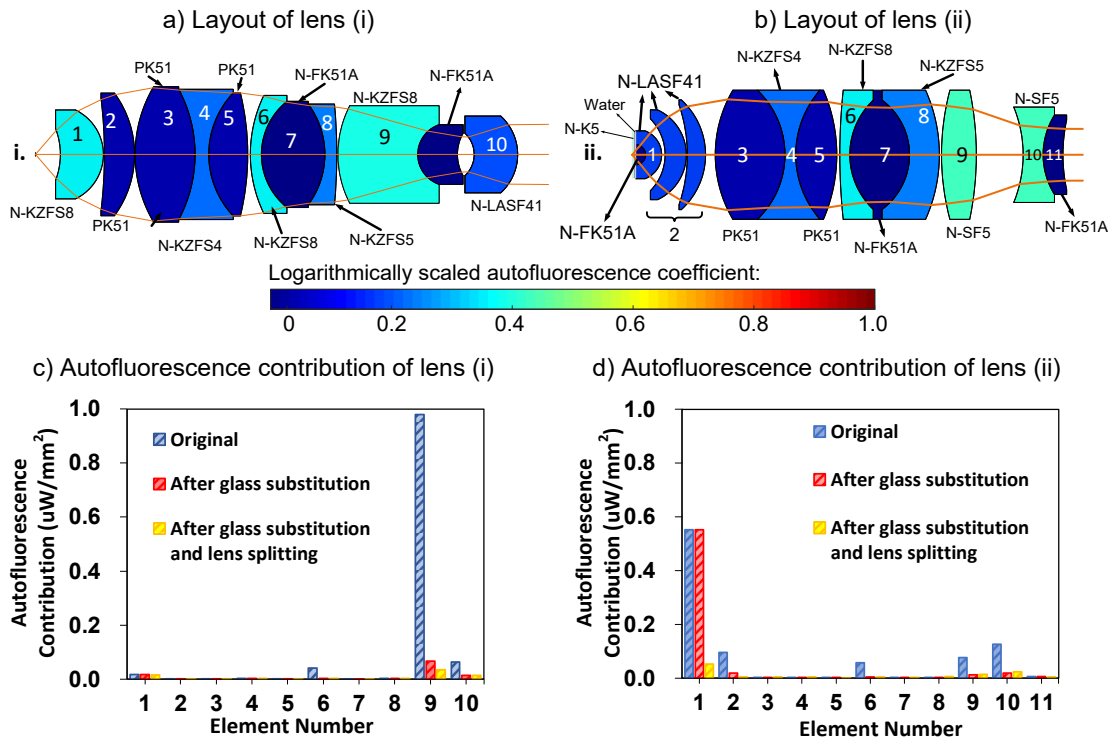 a) Layout of lens (i)
b) Layout of lens (ii)
PK51
PK51
N-FK51A
N-FK51A
N-KZFS8
1
2
3
4
5
6
7
8
9
10
i.
N-KZFS8
PK51
N-KZFS4
N-KZFS8
N-KZFS5
N-LASF41
N-KZFS8
N-KZFS4
N-KZFS5
N-LASF41
Water
N-K5
N-SF5
ii.
1
2
3
4
5
6
7
8
9
10
11
N-FK51A
PK51
PK51
N-FK51A
N-SF5
N-FK51A
Logarithmically scaled autofluorescence coefficient:
0 0.2 0.4 0.6 0.8 1.0
c) Autofluorescence contribution of lens (i)
Autofluorescence
Contribution (uW/mm²)
1.0
0.8
0.6
0.4
0.2
0.0
Original
After glass substitution
After glass substitution
and lens splitting
1 2 3 4 5 6 7 8 9 10
Element Number
d) Autofluorescence contribution of lens (ii)
Autofluorescence
Contribution (uW/mm²)
1.0
0.8
0.6
0.4
0.2
0.0
Original
After glass substitution
After glass substitution
and lens splitting
1 2 3 4 5 6 7 8 9 10 11
Element Number